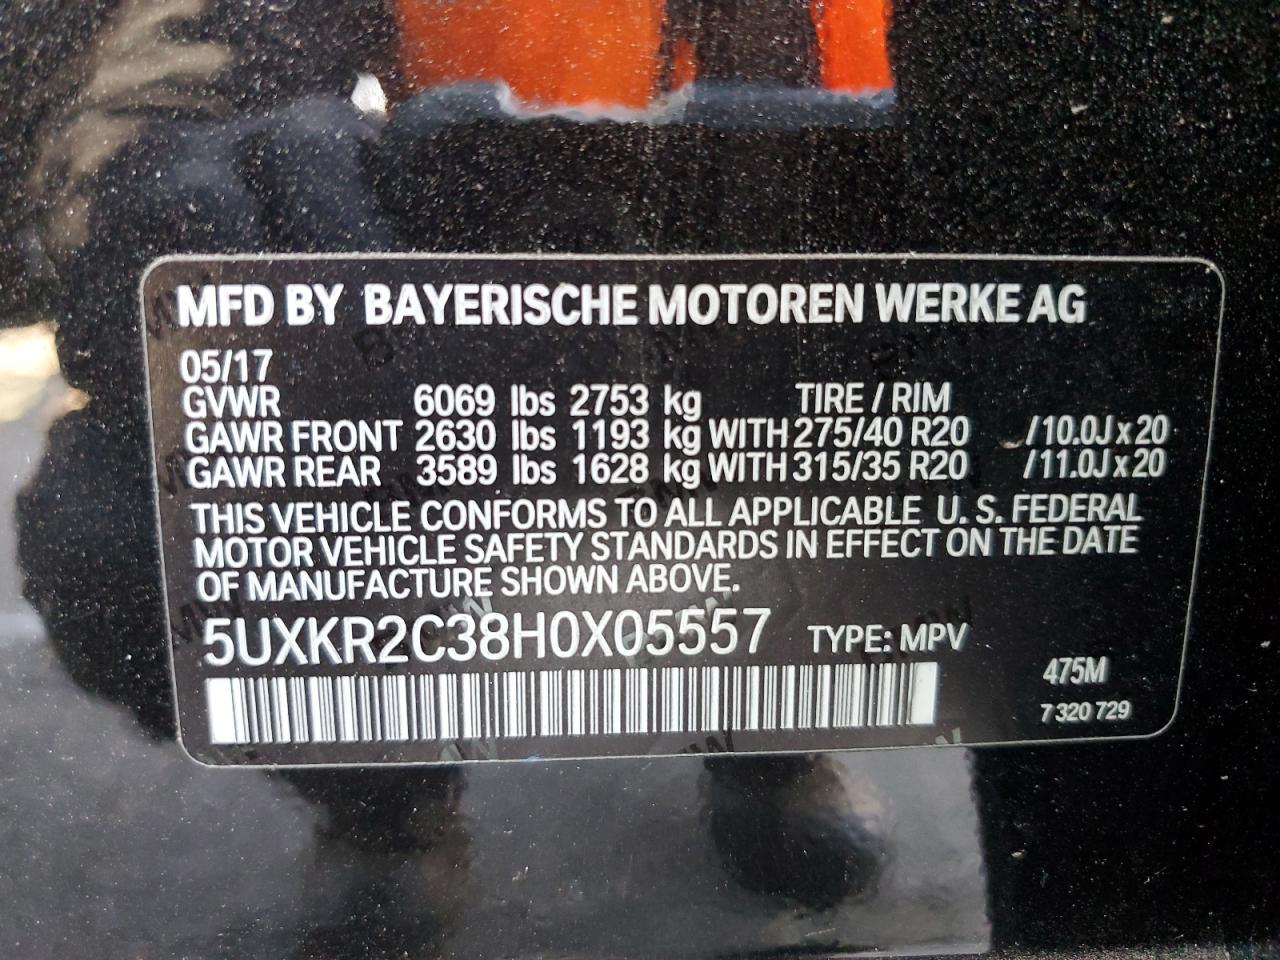 MFD BY BAYERISCHE MOTOREN WERKE AG
05/17
GVWR 6069 lbs 2753 kg TIRE / RIM
GAWR FRONT 2630 lbs 1193 kg WITH 275/40 R20 /10.0J x 20
GAWR REAR 3589 lbs 1628 kg WITH 315/35 R20 /11.0J x 20
THIS VEHICLE CONFORMS TO ALL APPLICABLE U. S. FEDERAL
MOTOR VEHICLE SAFETY STANDARDS IN EFFECT ON THE DATE
OF MANUFACTURE SHOWN ABOVE.
5UXKR2C38H0X05557 TYPE: MPV
475M
7 320 729